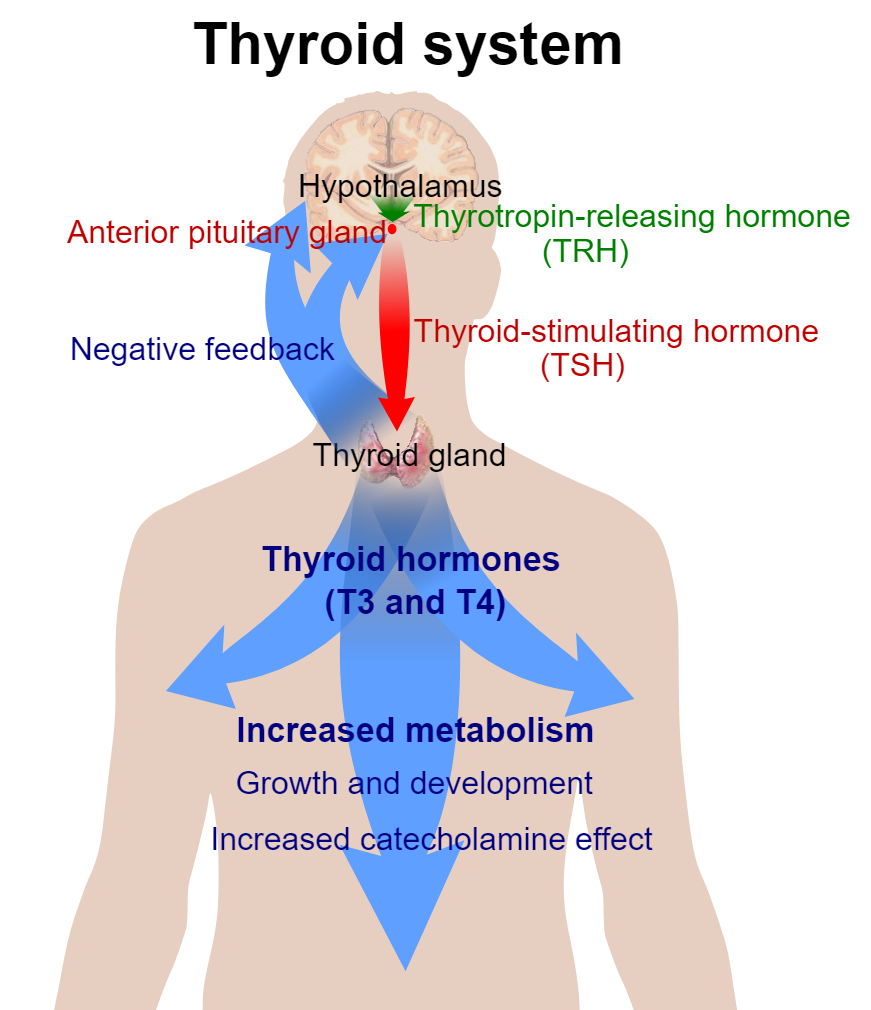 Thyroid system
Hypothalamus
Thyrotropin-releasing hormone
(TRH)
Anterior pituitary gland
Thyroid-stimulating hormone
(TSH)
Negative feedback
Thyroid gland
Thyroid hormones
(T3 and T4)
Increased metabolism
Growth and development
Increased catecholamine effect